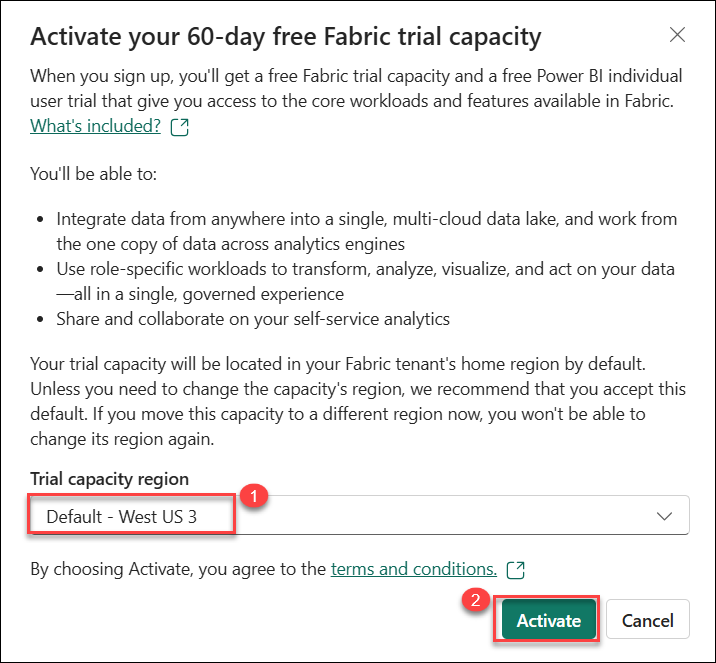 Activate your 60-day free Fabric trial capacity
When you sign up, you'll get a free Fabric trial capacity and a free Power BI individual
user trial that give you access to the core workloads and features available in Fabric.
What's included?
You'll be able to:
• Integrate data from anywhere into a single, multi-cloud data lake, and work from
the one copy of data across analytics engines
• Use role-specific workloads to transform, analyze, visualize, and act on your data
—all in a single, governed experience
• Share and collaborate on your self-service analytics
Your trial capacity will be located in your Fabric tenant's home region by default.
Unless you need to change the capacity's region, we recommend that you accept this
default. If you move this capacity to a different region now, you won't be able to
change its region again.
Trial capacity region
1
Default - West US 3
By choosing Activate, you agree to the terms and conditions.
2
Activate Cancel